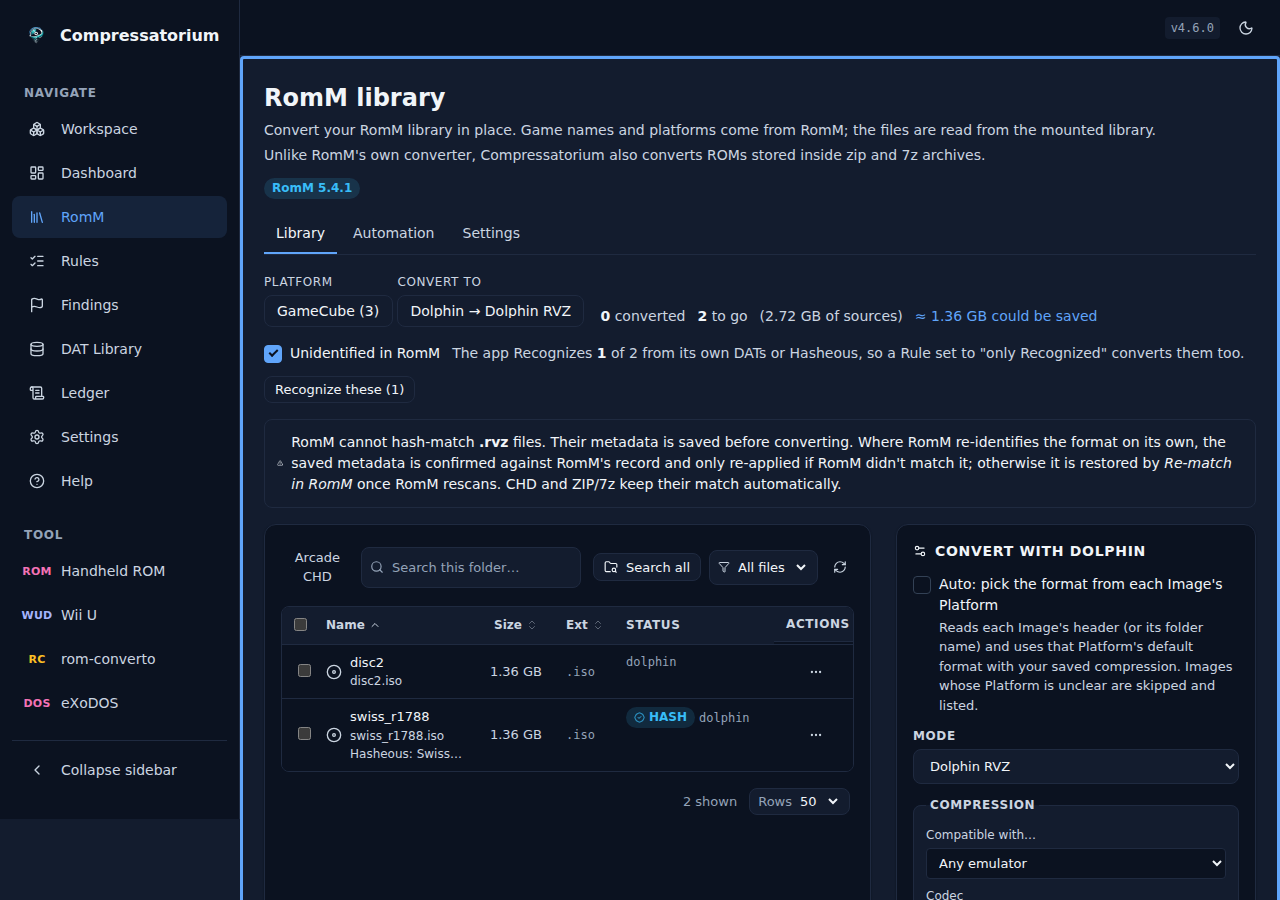 Compressatorium
v4.6.0
NAVIGATE
Workspace
Dashboard
RomM
Rules
Findings
DAT Library
Ledger
Settings
Help
TOOL
ROM Handheld ROM
WUD Wii U
RC rom-converto
DOS eXoDOS
Collapse sidebar
RomM library
Convert your RomM library in place. Game names and platforms come from RomM; the files are read from the mounted library.
Unlike RomM's own converter, Compressatorium also converts ROMs stored inside zip and 7z archives.
RomM 5.4.1
Library Automation Settings
PLATFORM CONVERT TO
GameCube (3) Dolphin → Dolphin RVZ 0 converted 2 to go (2.72 GB of sources) ≈ 1.36 GB could be saved
Unidentified in RomM The app Recognizes 1 of 2 from its own DATs or Hasheous, so a Rule set to "only Recognized" converts them too.
Recognize these (1)
RomM cannot hash-match .rvz files. Their metadata is saved before converting. Where RomM re-identifies the format on its own, the
saved metadata is confirmed against RomM's record and only re-applied if RomM didn't match it; otherwise it is restored by Re-match
in RomM once RomM rescans. CHD and ZIP/7z keep their match automatically.
Arcade
CHD
Search this folder…
Search all
All files
Name Size Ext STATUS ACTIONS
disc2
disc2.iso
1.36 GB .iso dolphin ...
swiss_r1788
swiss_r1788.iso
Hasheous: Swiss…
1.36 GB .iso HASH dolphin ...
2 shown Rows 50
CONVERT WITH DOLPHIN
Auto: pick the format from each Image's
Platform
Reads each Image's header (or its folder
name) and uses that Platform's default
format with your saved compression. Images
whose Platform is unclear are skipped and
listed.
MODE
Dolphin RVZ
COMPRESSION
Compatible with…
Any emulator
Codec